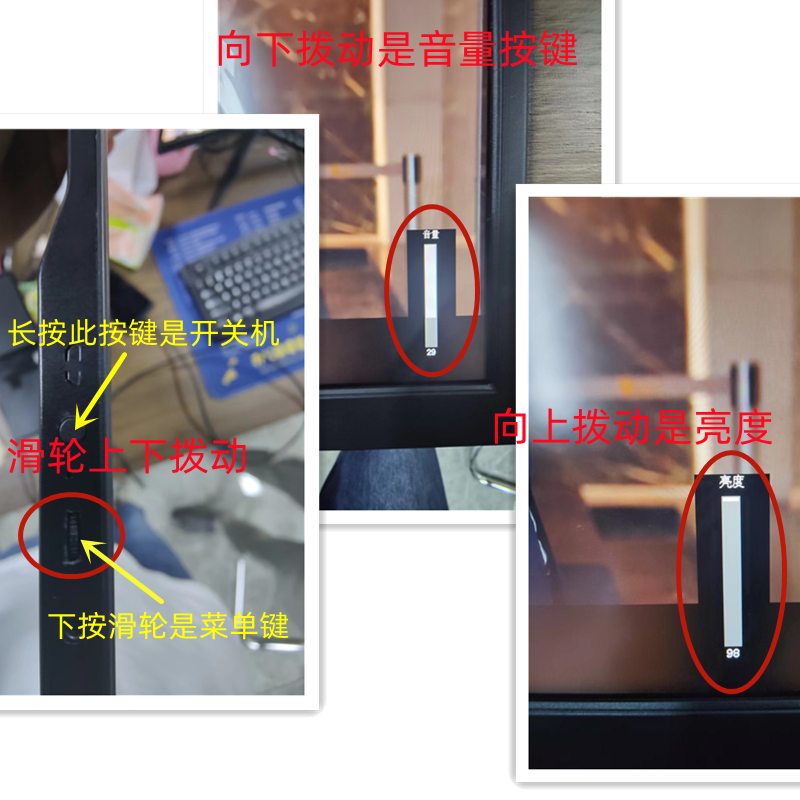 向下拨动是音量按键
音量
29
长按此按键是开关机
滑轮上下拨动
下按滑轮是菜单键
向上拨动是亮度
亮度
98